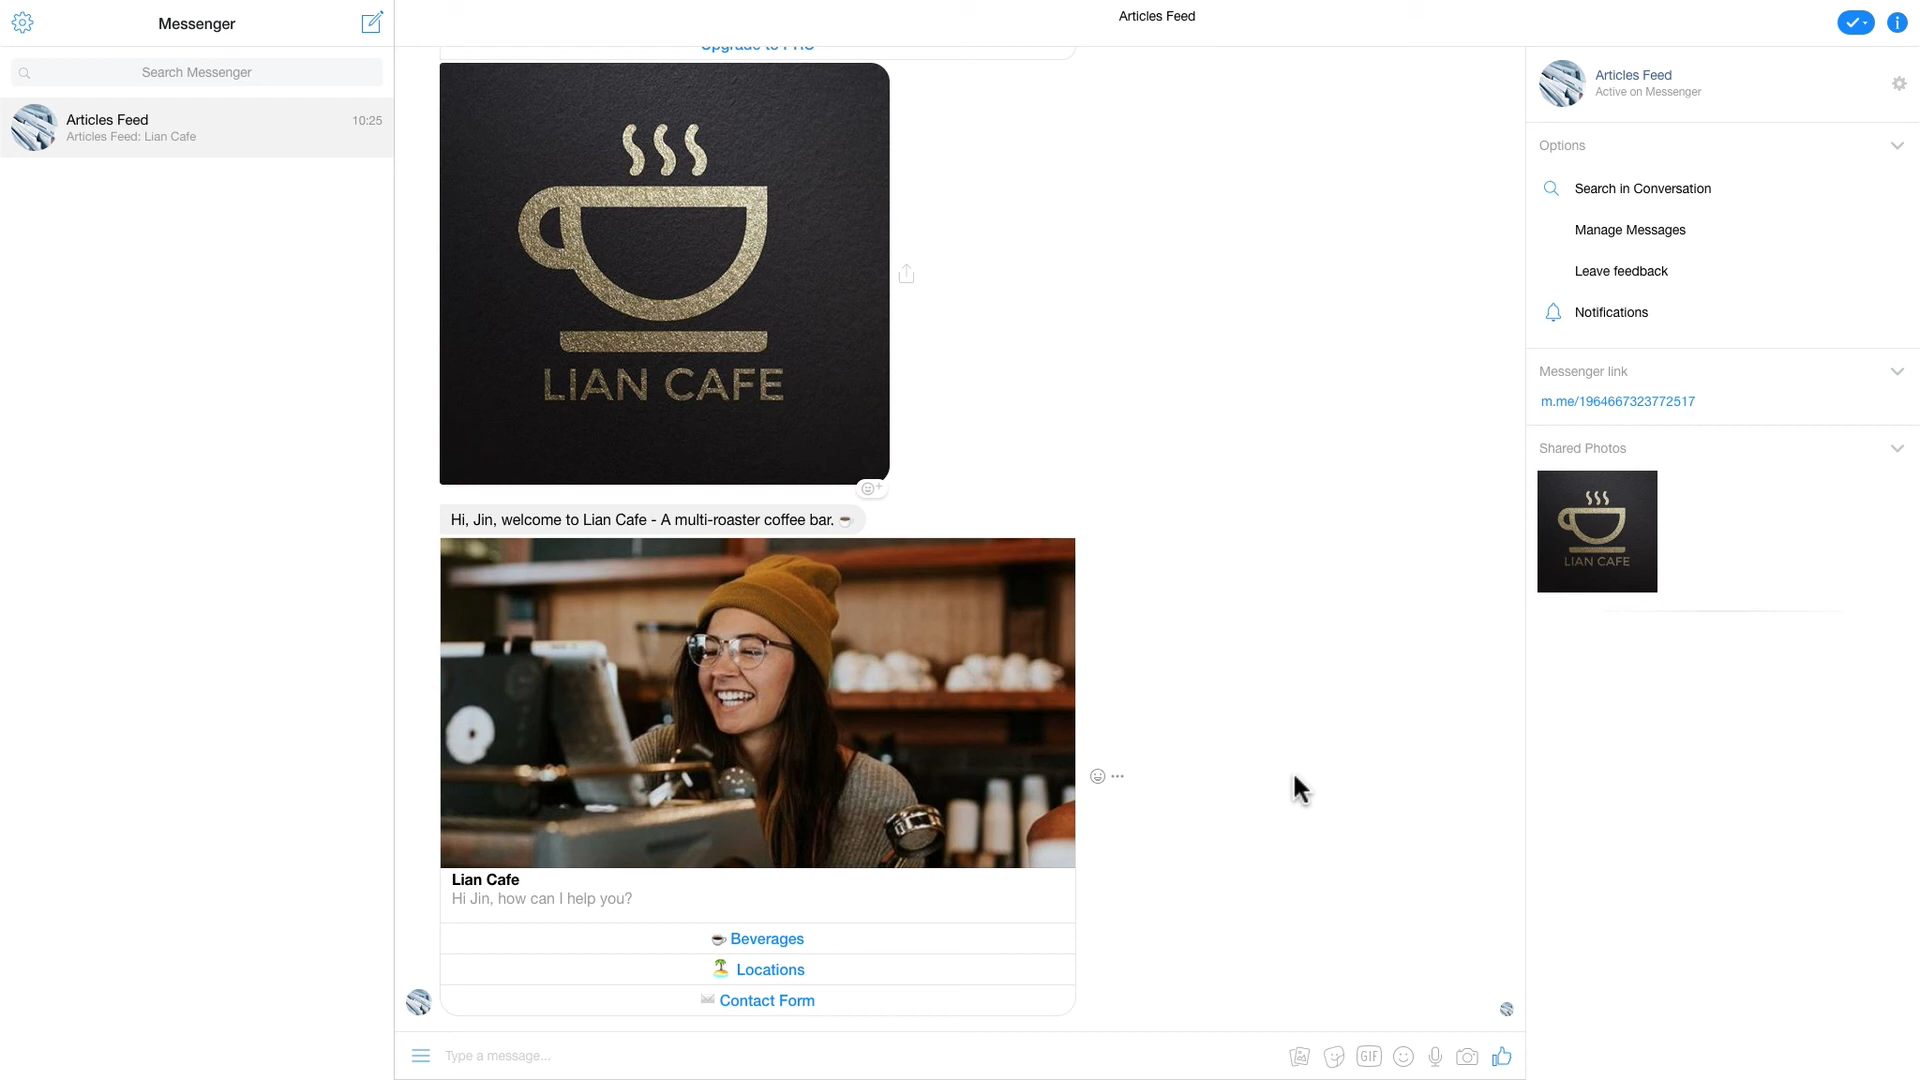 Messenger
Search Messenger
Articles Feed
10:25
Articles Feed: Lian Cafe
Articles Feed
Upgrade to PRO
LIAN CAFE
Hi, Jin, welcome to Lian Cafe - A multi-roaster coffee bar. ☕
Lian Cafe
Hi Jin, how can I help you?
☕ Beverages
🏝 Locations
✉ Contact Form
Type a message...
GIF
Articles Feed
Active on Messenger
Options
Search in Conversation
Manage Messages
Leave feedback
Notifications
Messenger link
m.me/1964667323772517
Shared Photos
LIAN CAFE